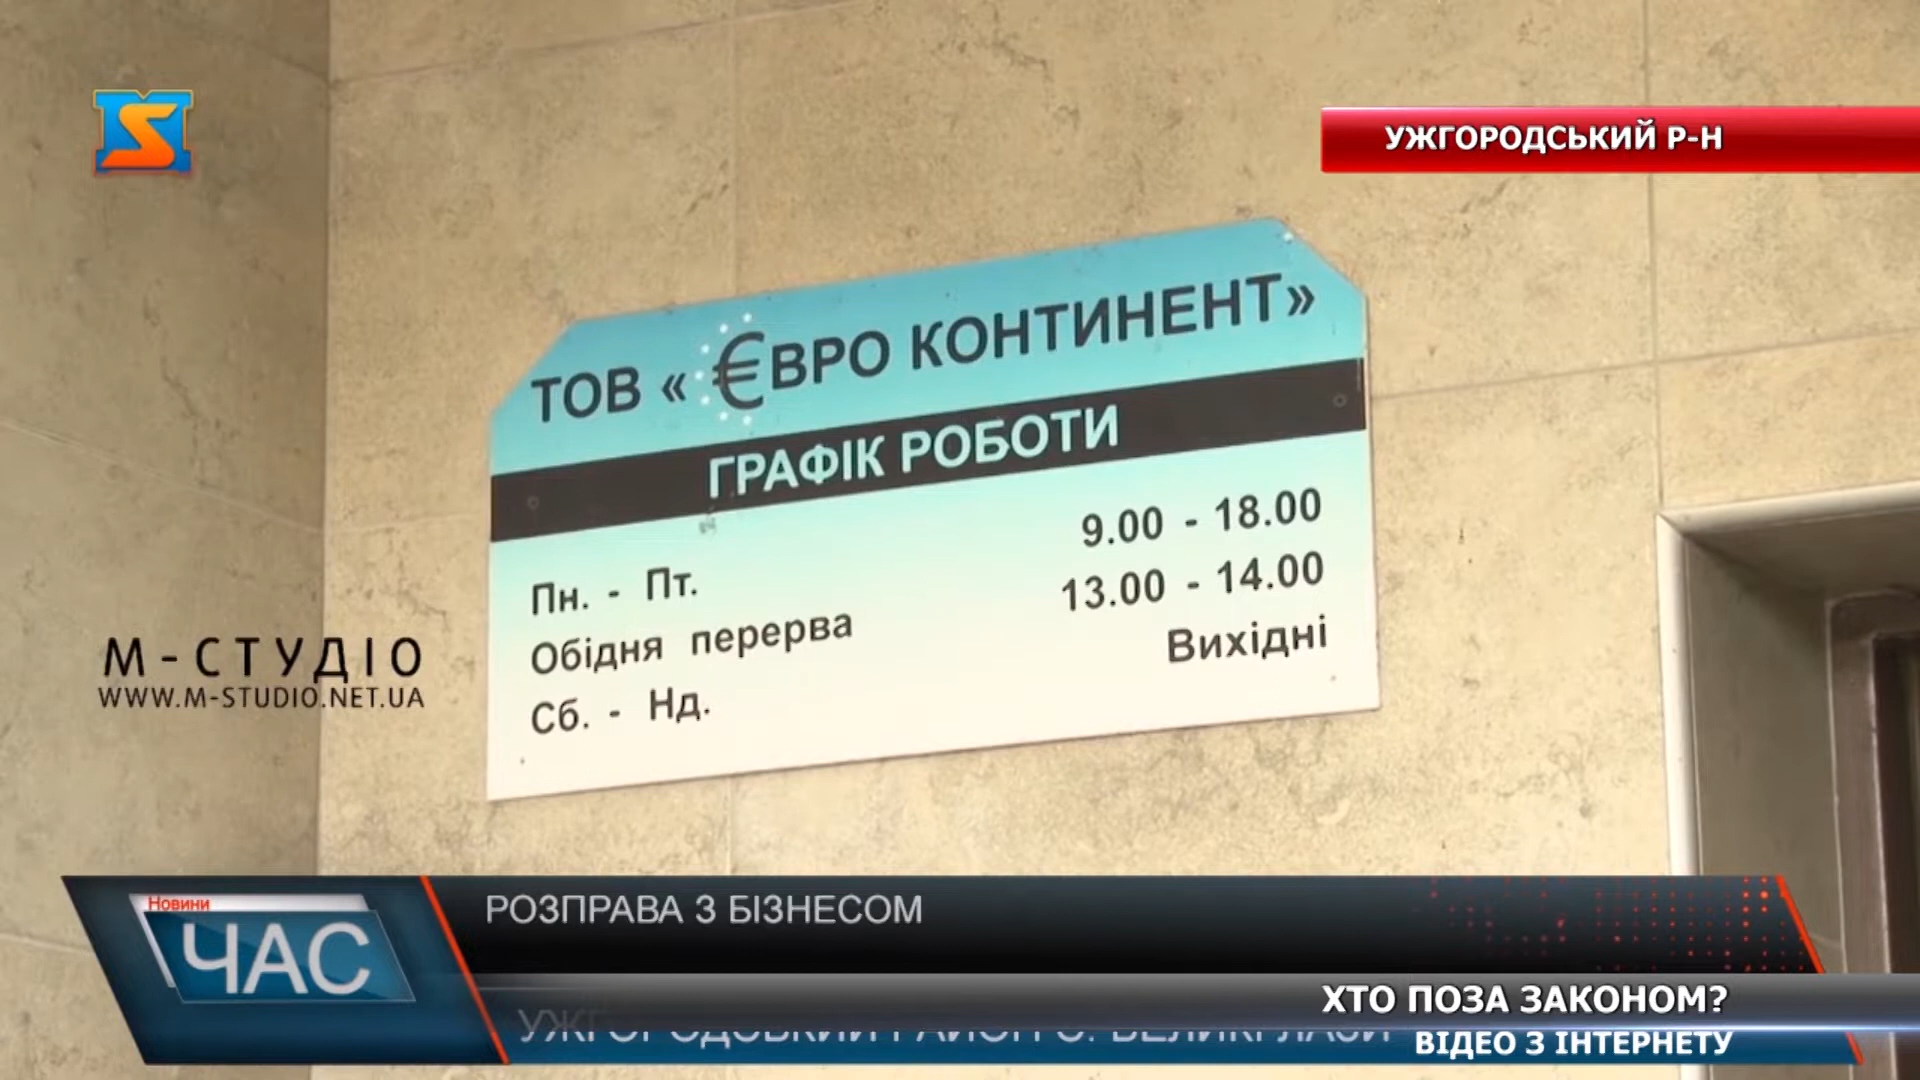 УЖГОРОДСЬКИЙ Р-Н
ТОВ « ЄВРО КОНТИНЕНТ»
ГРАФІК РОБОТИ
Пн. - Пт. 9.00 - 18.00
Обідня перерва 13.00 - 14.00
Сб. - Нд. Вихідні
М-СТУДІО
WWW.M-STUDIO.NET.UA
Новини
ЧАС
РОЗПРАВА З БІЗНЕСОМ
ХТО ПОЗА ЗАКОНОМ?
ВІДЕО З ІНТЕРНЕТУ